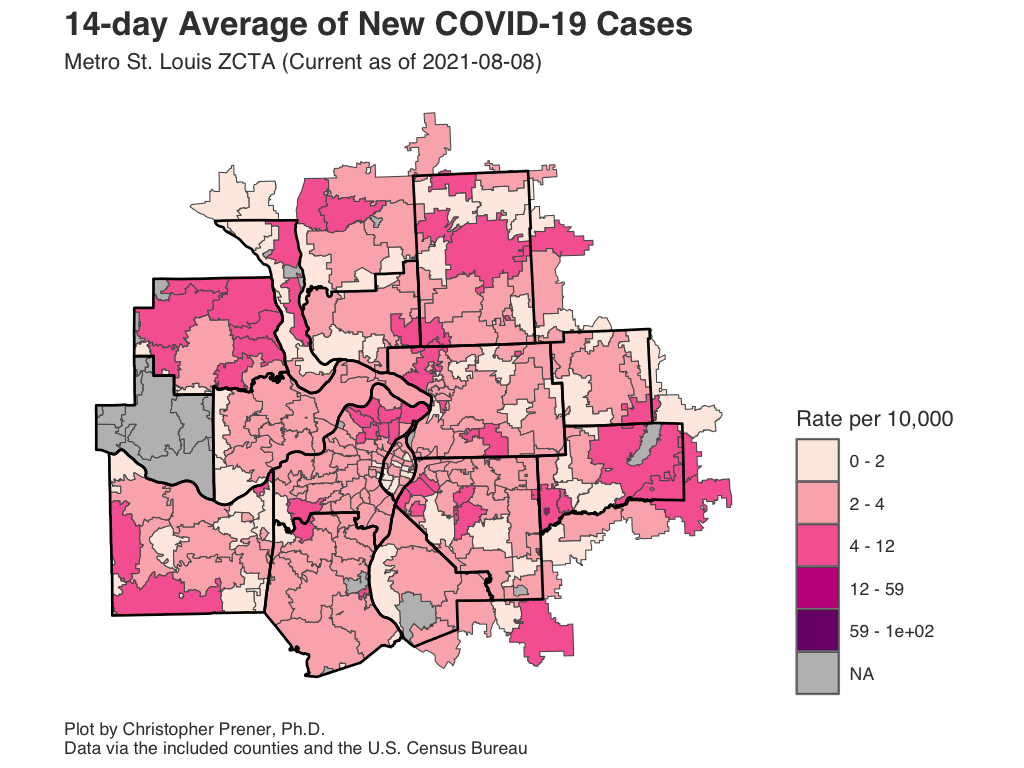 14-day Average of New COVID-19 Cases
Metro St. Louis ZCTA (Current as of 2021-08-08)
Rate per 10,000
0 - 2
2 - 4
4 - 12
12 - 59
59 - 1e+02
NA
Plot by Christopher Prener, Ph.D.
Data via the included counties and the U.S. Census Bureau